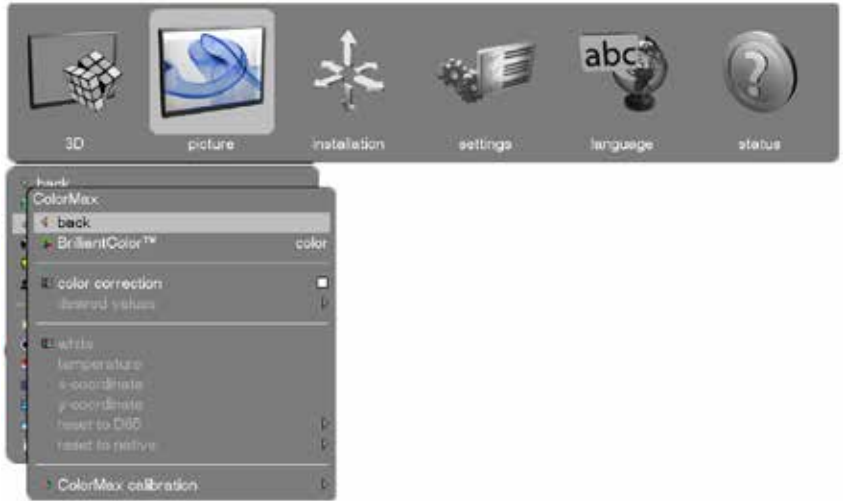 abc
?
3D picture installation settings language status
back
ColorMax
back
BrilliantColor™ color
color correction
desired values
white
temperature
x-coordinate
y-coordinate
reset to D65
reset to native
ColorMax calibration